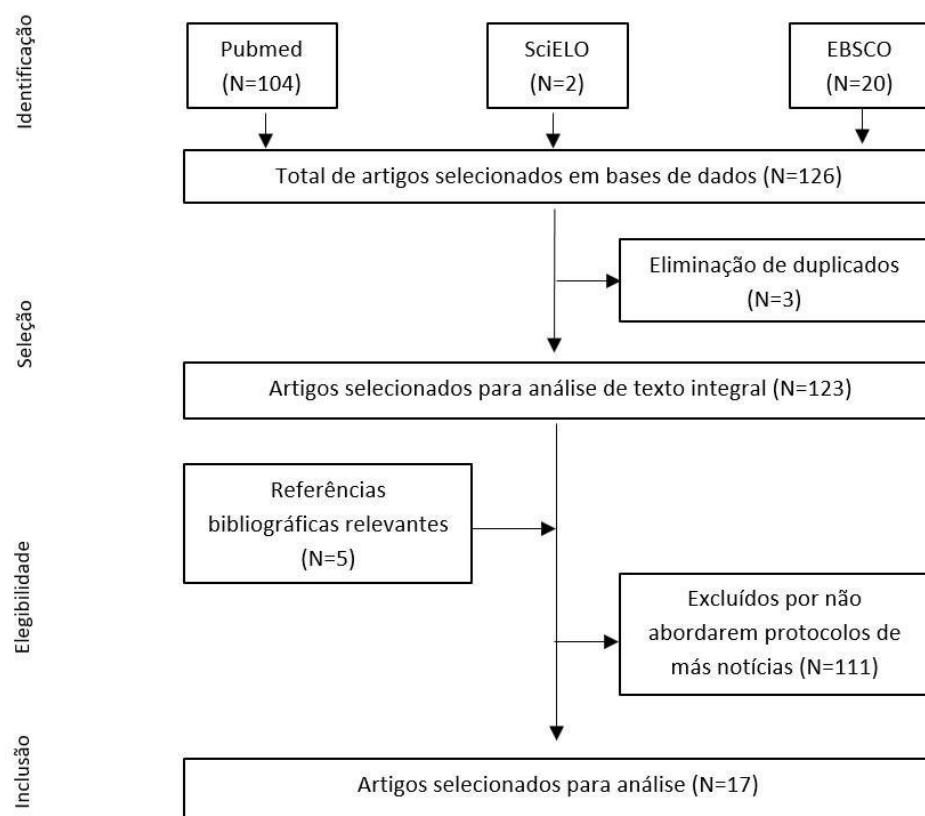 Identificação
Pubmed
(N=104)
SciELO
(N=2)
EBSCO
(N=20)
Total de artigos selecionados em bases de dados (N=126)
Seleção
Eliminação de duplicados
(N=3)
Artigos selecionados para análise de texto integral (N=123)
Elegibilidade
Referências
bibliográficas relevantes
(N=5)
Excluídos por não
abordarem protocolos de
más notícias (N=111)
Inclusão
Artigos selecionados para análise (N=17)